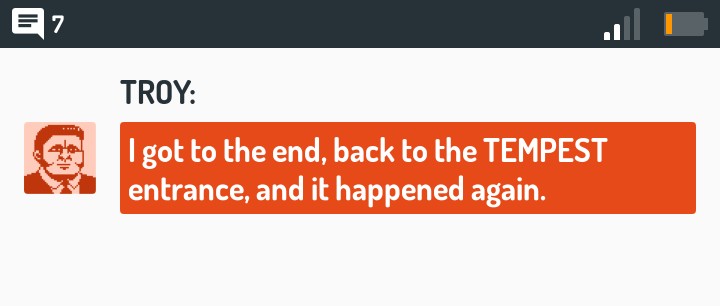 7
TROY:
I got to the end, back to the TEMPEST
entrance, and it happened again.